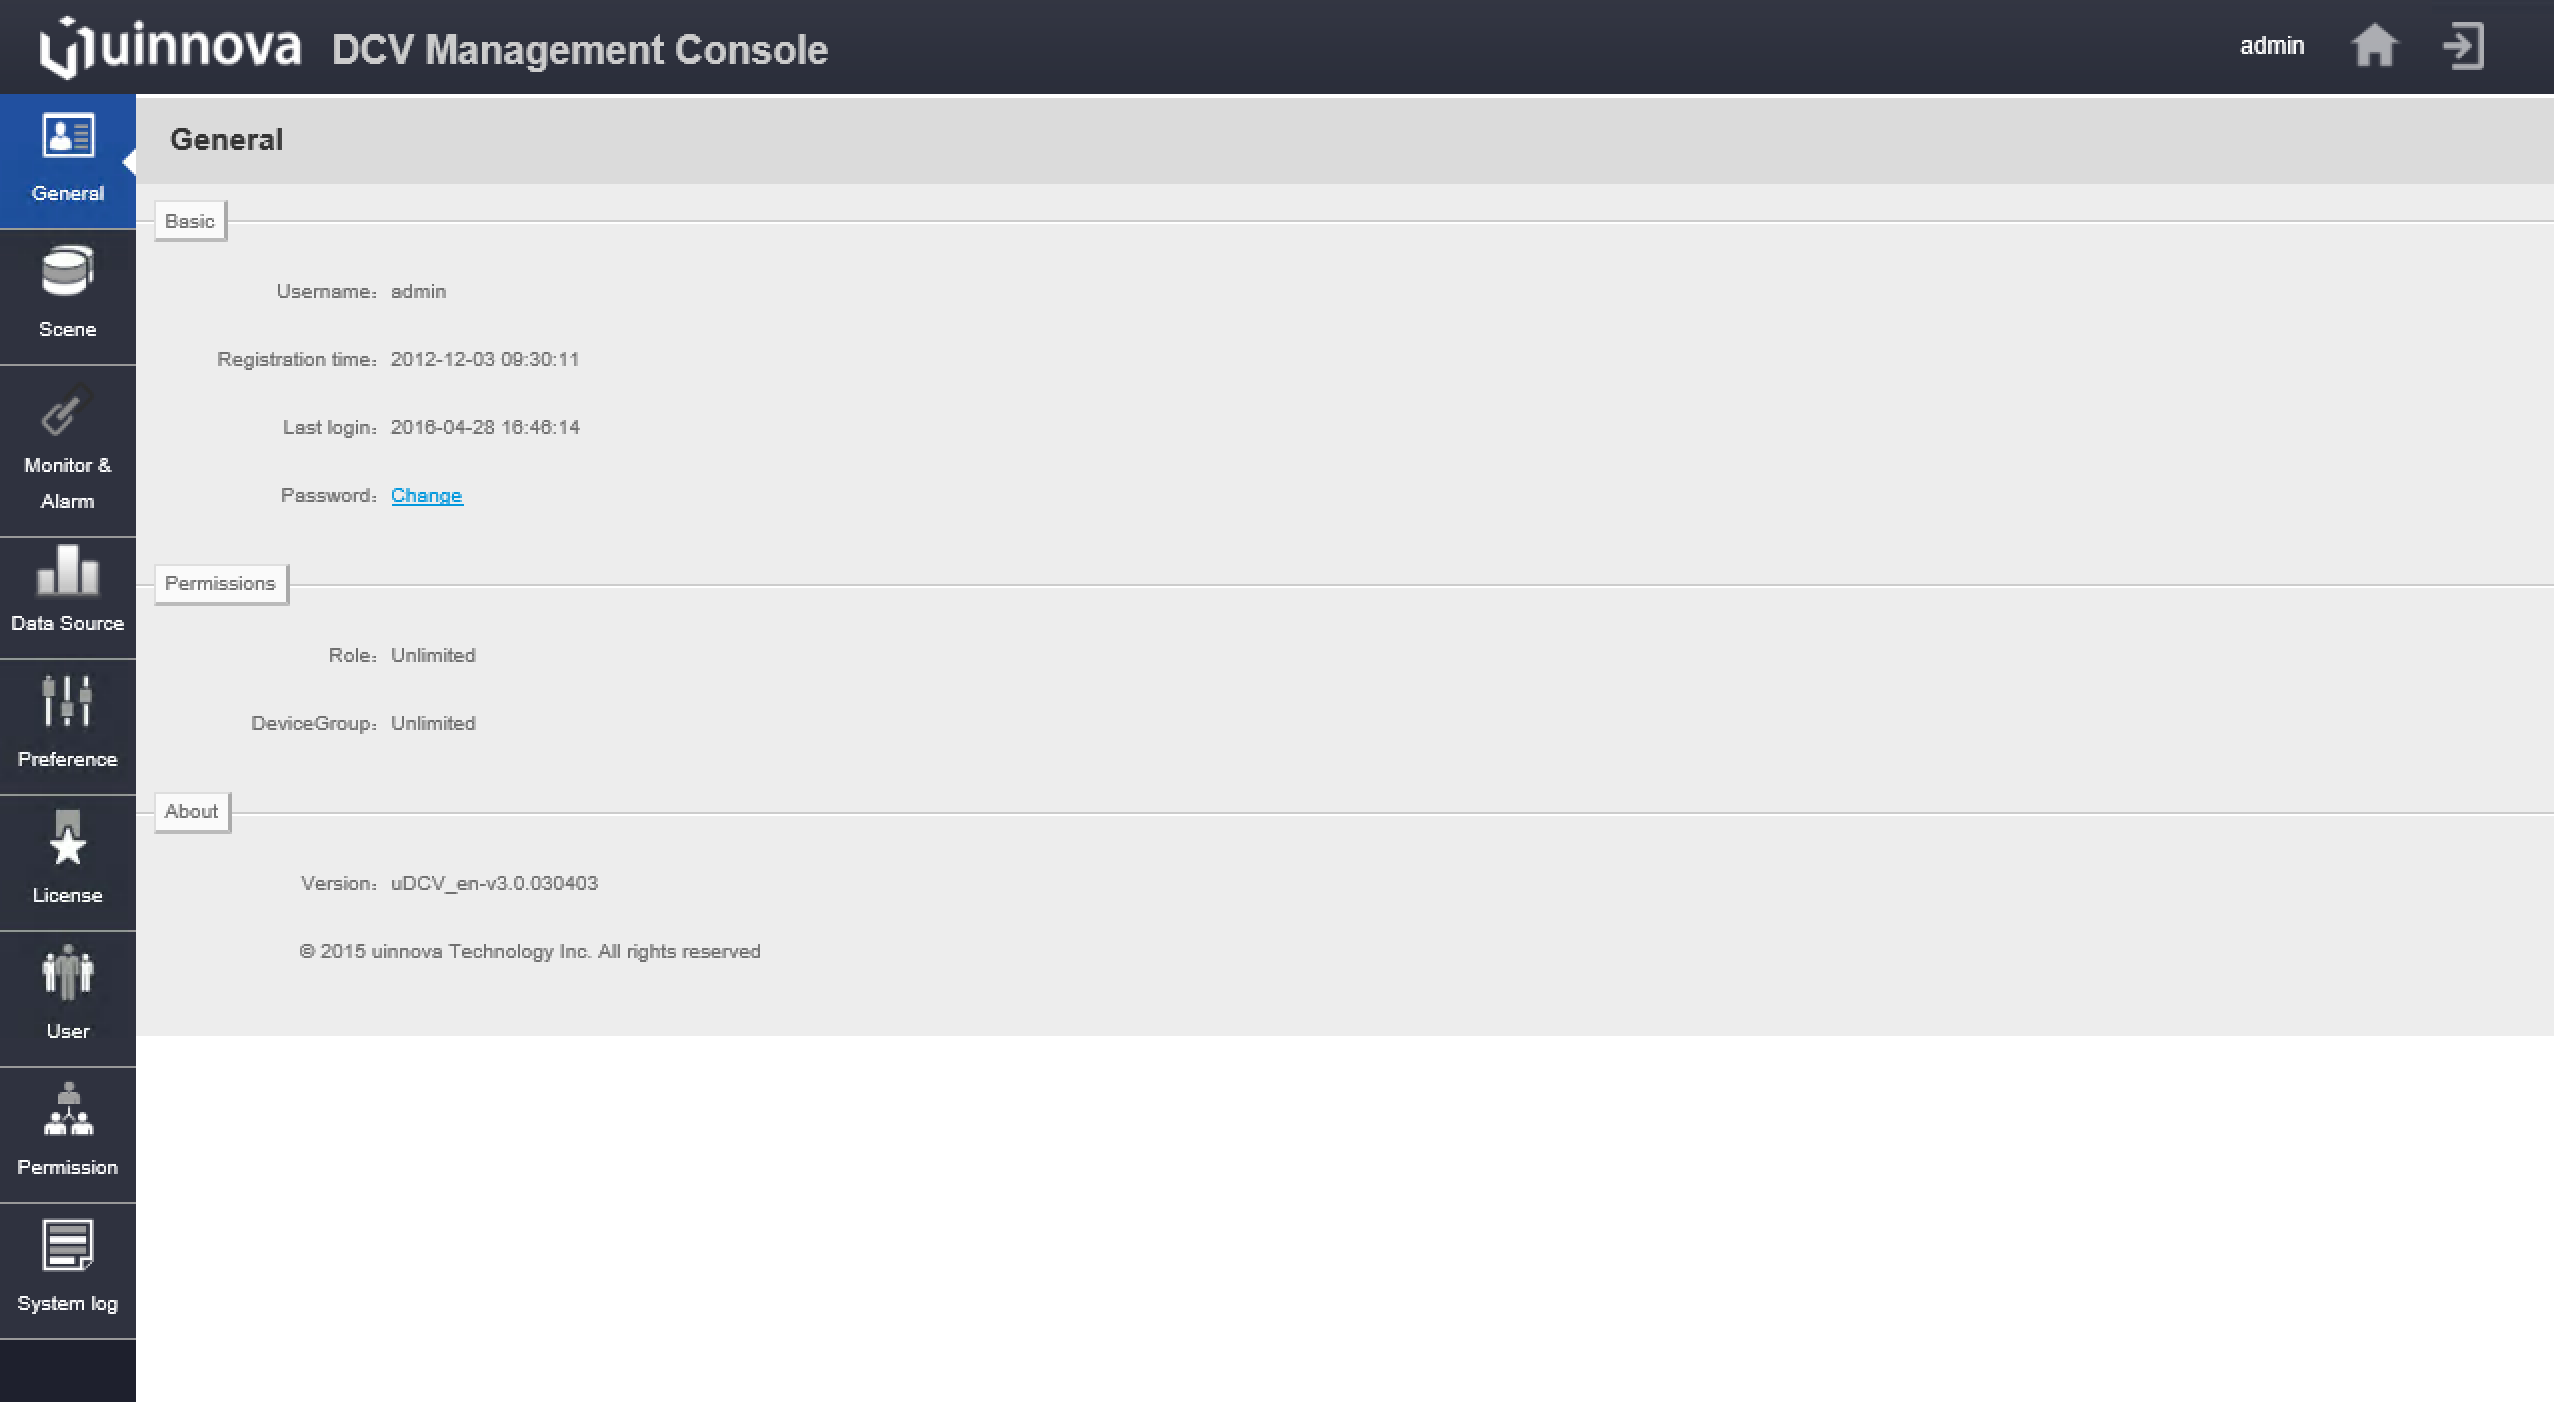 uinnova DCV Management Console
admin
General
Scene
Monitor &
Alarm
Data Source
Preference
License
User
Permission
System log
General
Basic
Username: admin
Registration time: 2012-12-03 09:30:11
Last login: 2016-04-28 16:46:14
Password: Change
Permissions
Role: Unlimited
DeviceGroup: Unlimited
About
Version: uDCV_en-v3.0.030403
© 2015 uinnova Technology Inc. All rights reserved